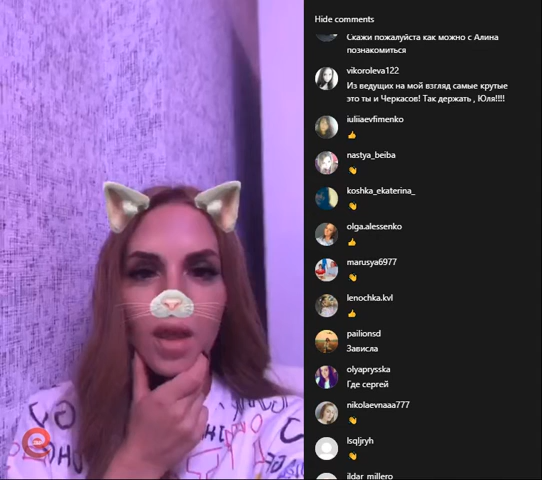 Hide comments
Скажи пожалуйста как можно с Алина
познакомиться
vikoroleva122
Из ведущих на мой взгляд самые крутые
это ты и Черкасов! Так держать , Юля!!!!
iuliiaevfimenko
nastya_beiba
koshka_ekaterina_
olga.alessenko
marusya6977
lenochka.kvl
pailionsd
Зависла
olyaprysska
Где сергей
nikolaevnaaa777
lsqljryh
ildar_millero